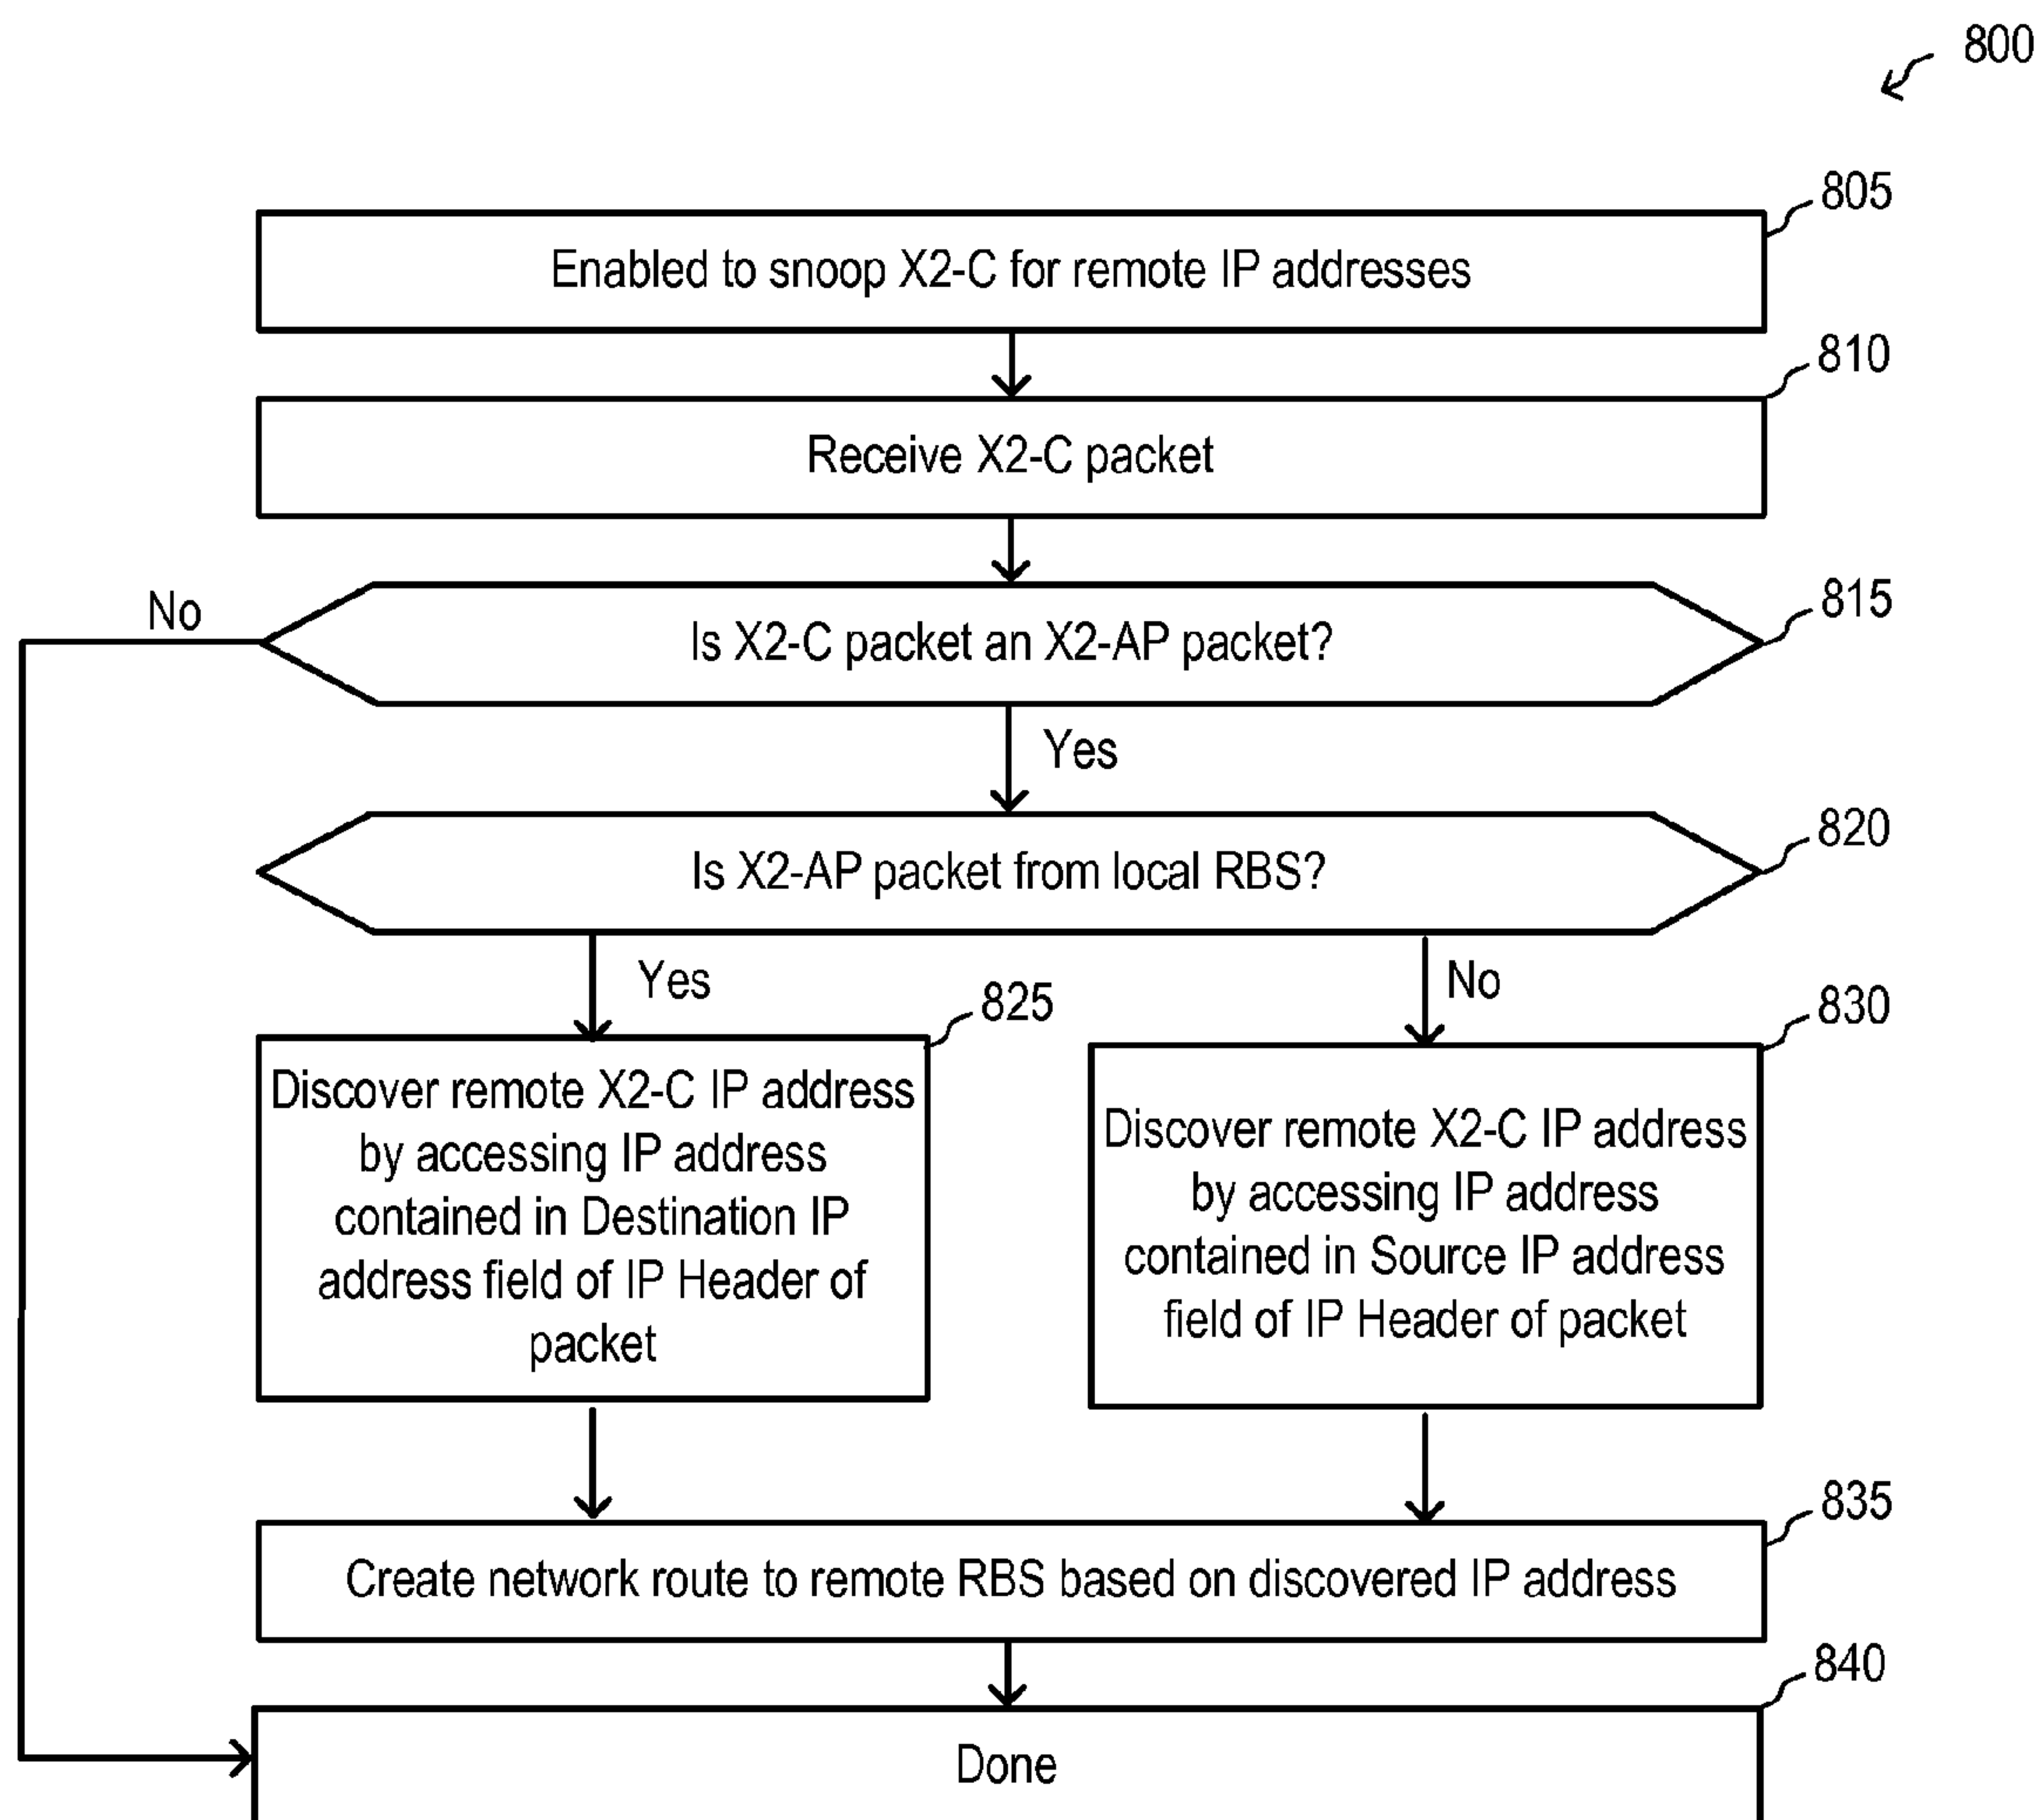 800
805
Enabled to snoop X2-C for remote IP addresses
810
Receive X2-C packet
815
No
Is X2-C packet an X2-AP packet?
Yes
820
Is X2-AP packet from local RBS?
Yes
No
825
830
Discover remote X2-C IP address
by accessing IP address
contained in Destination IP
address field of IP Header of
packet
Discover remote X2-C IP address
by accessing IP address
contained in Source IP address
field of IP Header of packet
835
Create network route to remote RBS based on discovered IP address
840
Done